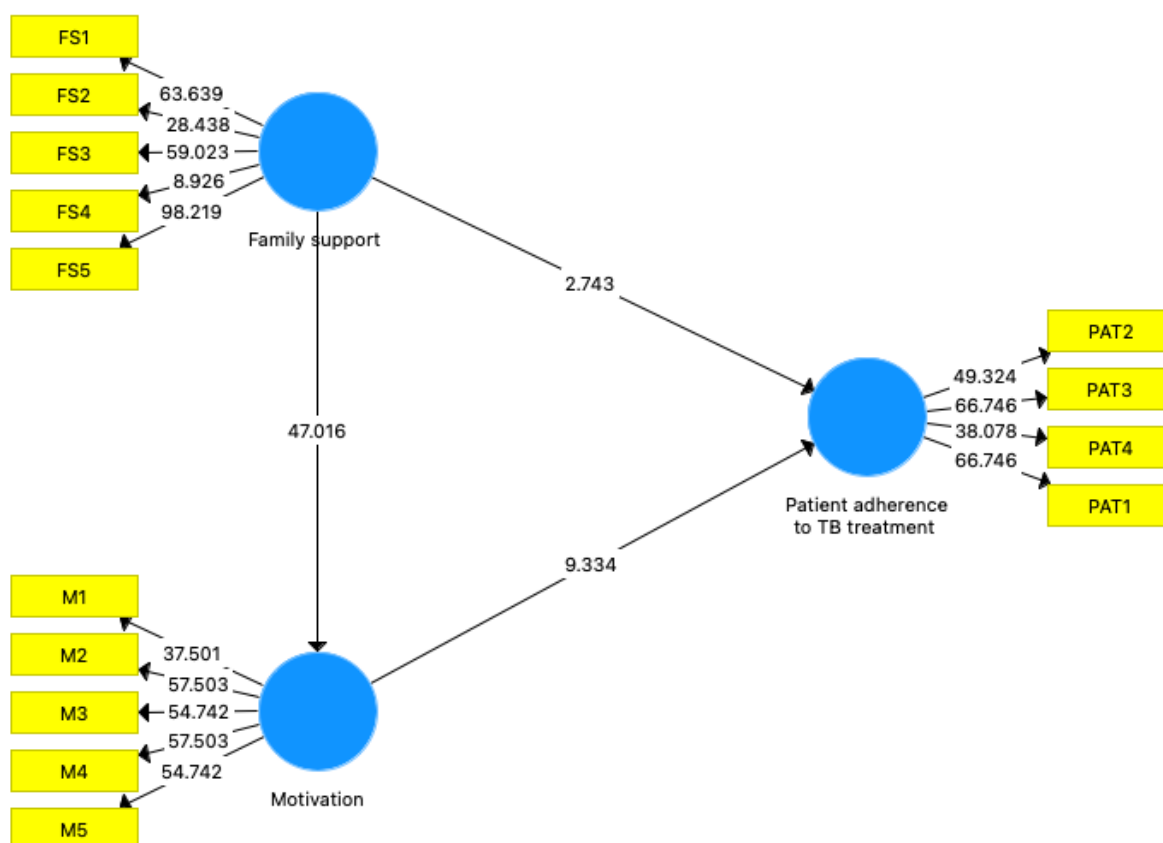 FS1
63.639
FS2
28.438
FS3
59.023
FS4
8.926
98.219
FS5
Family support
2.743
47.016
PAT2
49.324
PAT3
66.746
PAT4
38.078
66.746
PAT1
Patient adherence
to TB treatment
9.334
M1
37.501
M2
57.503
M3
54.742
M4
57.503
54.742
M5
Motivation